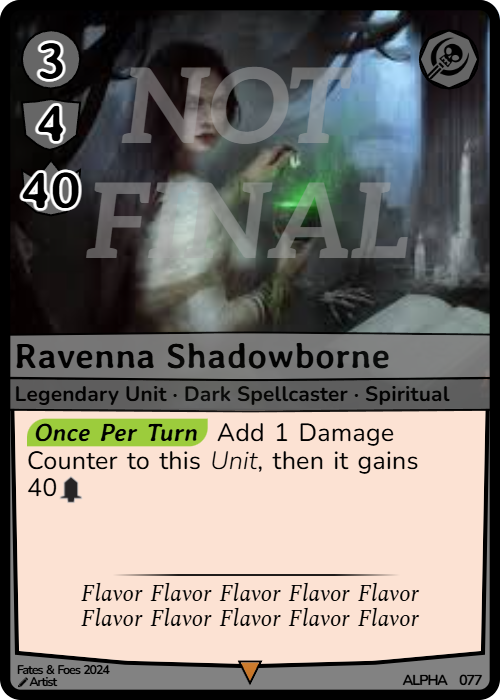 3
4
40
NOT
FINAL
Ravenna Shadowborne
Legendary Unit · Dark Spellcaster · Spiritual
Once Per Turn Add 1 Damage
Counter to this Unit, then it gains
40
Flavor Flavor Flavor Flavor Flavor
Flavor Flavor Flavor Flavor Flavor
Fates & Foes 2024
Artist
ALPHA 077